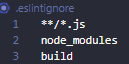 .eslintignore
1 **/*.js
2 node_modules
3 build